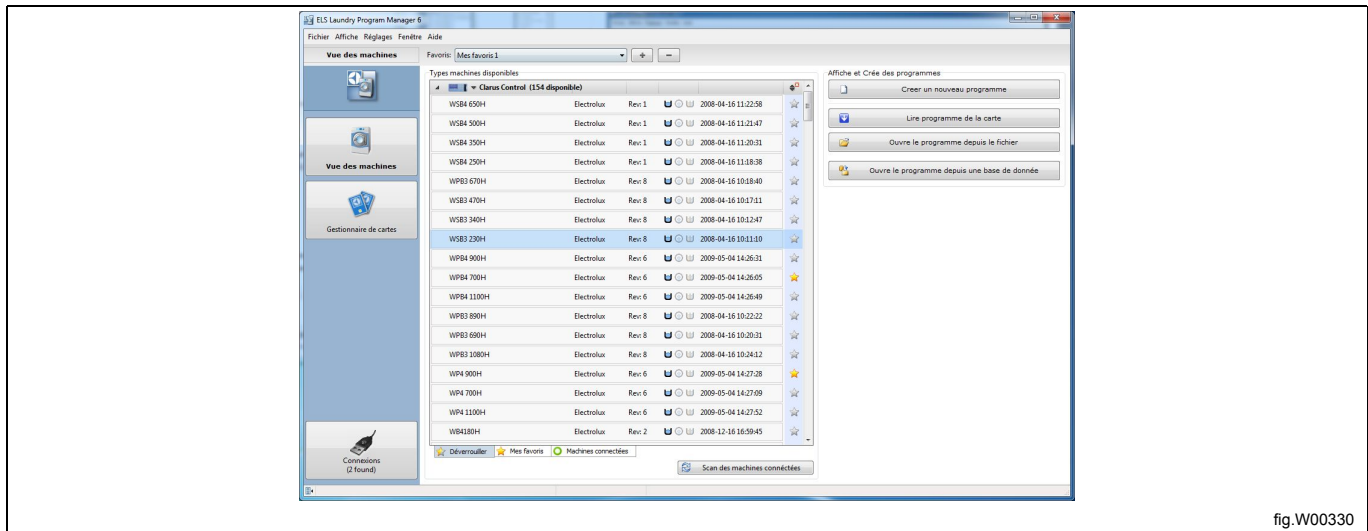 ELS Laundry Program Manager 6
Fichier Affiche Réglages Fenêtre Aide
Vue des machines
Favoris: Mes favoris 1
Types machines disponibles
Clarus Control (154 disponible)
WSB4 650H Electrolux Rev: 1 2008-04-16 11:22:58
WSB4 500H Electrolux Rev: 1 2008-04-16 11:21:47
WSB4 350H Electrolux Rev: 1 2008-04-16 11:20:31
WSB4 250H Electrolux Rev: 1 2008-04-16 11:18:38
WPB3 670H Electrolux Rev: 8 2008-04-16 10:18:40
WSB3 470H Electrolux Rev: 8 2008-04-16 10:17:11
WSB3 340H Electrolux Rev: 8 2008-04-16 10:12:47
WSB3 230H Electrolux Rev: 8 2008-04-16 10:11:10
WPB4 900H Electrolux Rev: 6 2009-05-04 14:26:31
WPB4 700H Electrolux Rev: 6 2009-05-04 14:26:05
WPB4 1100H Electrolux Rev: 6 2009-05-04 14:26:49
WPB3 890H Electrolux Rev: 8 2008-04-16 10:22:22
WPB3 690H Electrolux Rev: 8 2008-04-16 10:20:31
WPB3 1080H Electrolux Rev: 8 2008-04-16 10:24:12
WP4 900H Electrolux Rev: 6 2009-05-04 14:27:28
WP4 700H Electrolux Rev: 6 2009-05-04 14:27:09
WP4 1100H Electrolux Rev: 6 2009-05-04 14:27:52
WB4180H Electrolux Rev: 2 2008-12-16 16:59:45
Déverrouiller Mes favoris Machines connectées
Scan des machines connéctées
Affiche et Crée des programmes
Creer un nouveau programme
Lire programme de la carte
Ouvre le programme depuis le fichier
Ouvre le programme depuis une base de donnée
Vue des machines
Gestionnaire de cartes
Connexions
(2 found)
fig.W00330